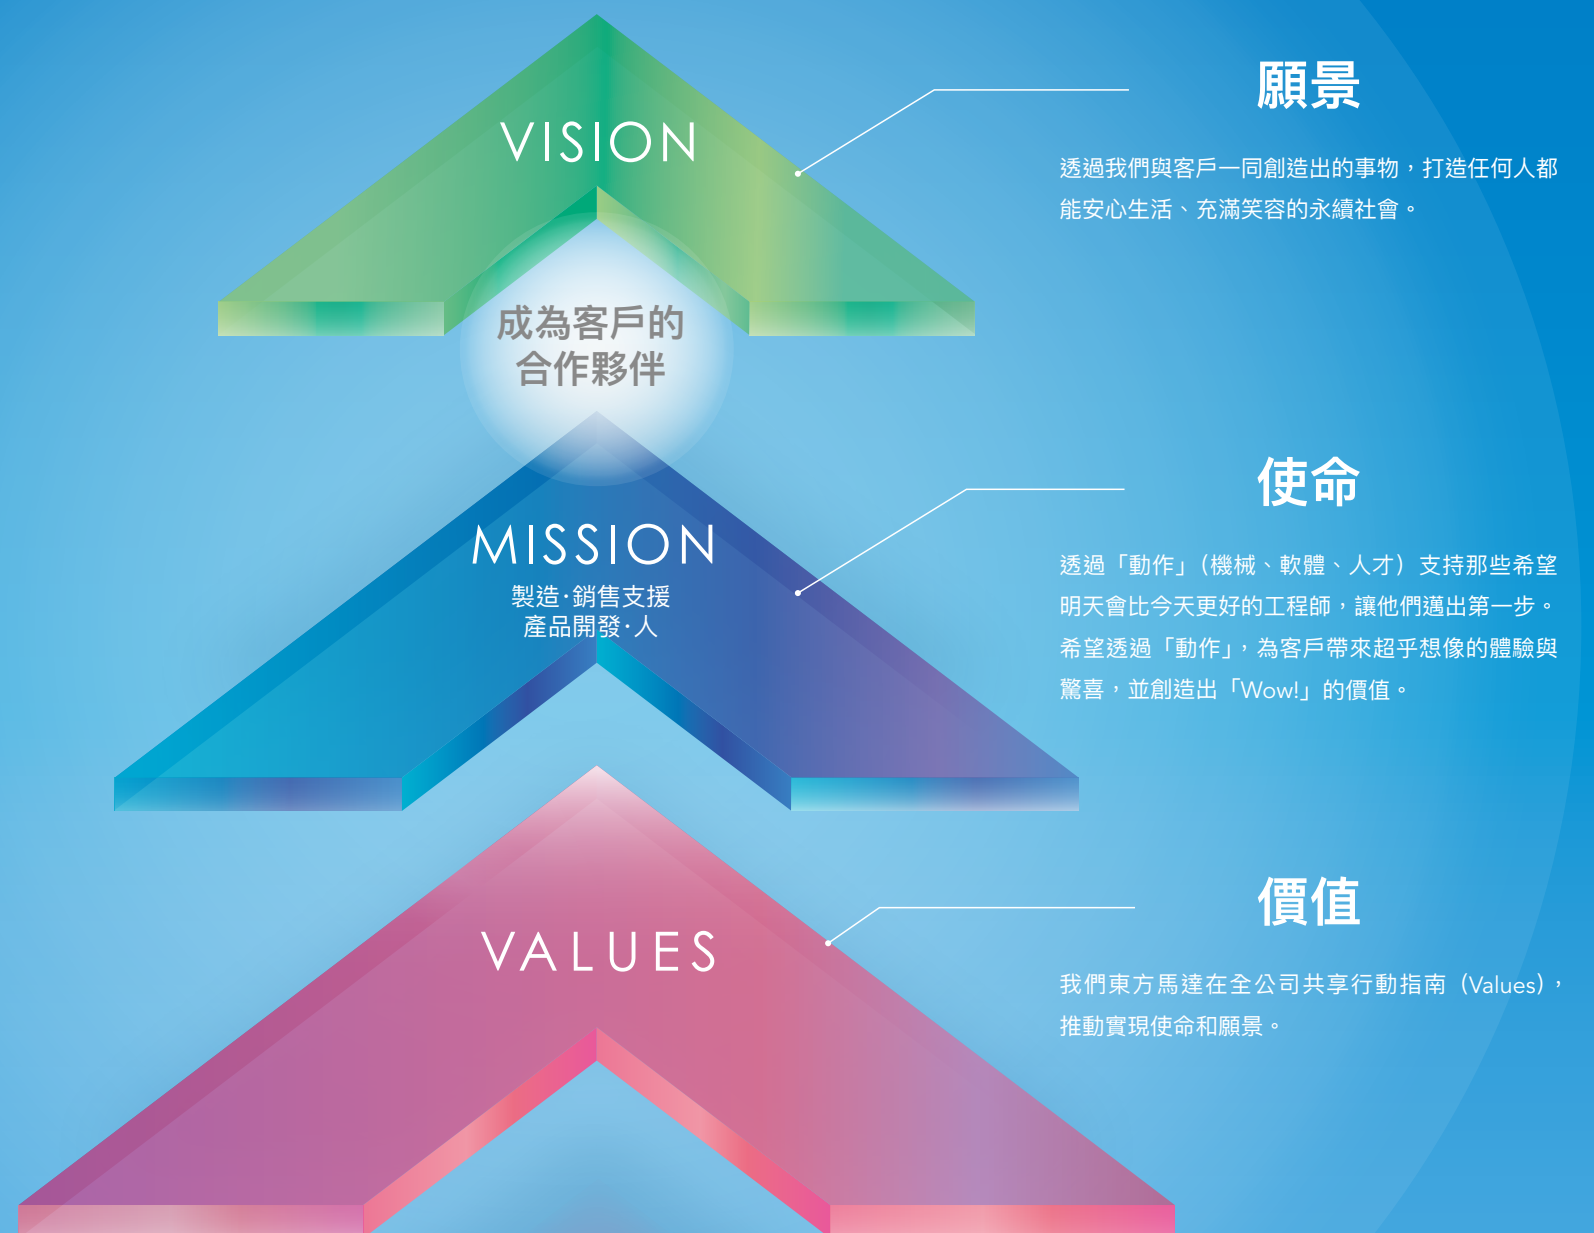 VISION
願景
透過我們與客戶一同創造出的事物，打造任何人都
能安心生活、充滿笑容的永續社會。
成為客戶的
合作夥伴
MISSION
製造·銷售支援
產品開發·人
使命
透過「動作」（機械、軟體、人才）支持那些希望
明天會比今天更好的工程師，讓他們邁出第一步。
希望透過「動作」，為客戶帶來超乎想像的體驗與
驚喜，並創造出「Wow!」的價值。
VALUES
價值
我們東方馬達在全公司共享行動指南（Values），
推動實現使命和願景。